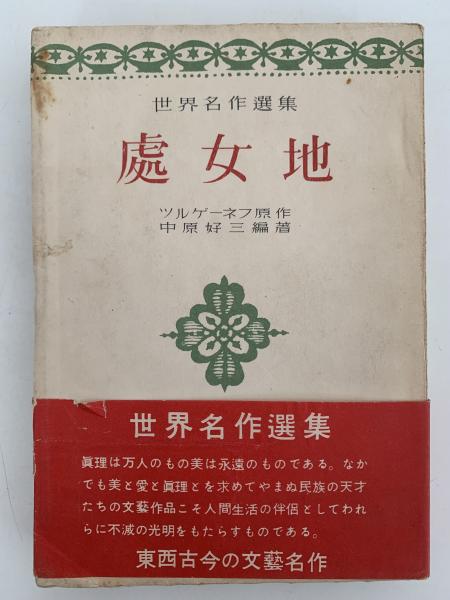 世界名作選集
處女地
ツルゲーネフ原作
中原好三編著
世界名作選集
眞理は万人のもの美は永遠のものである。なか
でも美と愛と眞理とを求めてやまぬ民族の天才
たちの文藝作品こそ人間生活の伴侶としてわれ
らに不滅の光明をもたらすものである。
東西古今の文藝名作